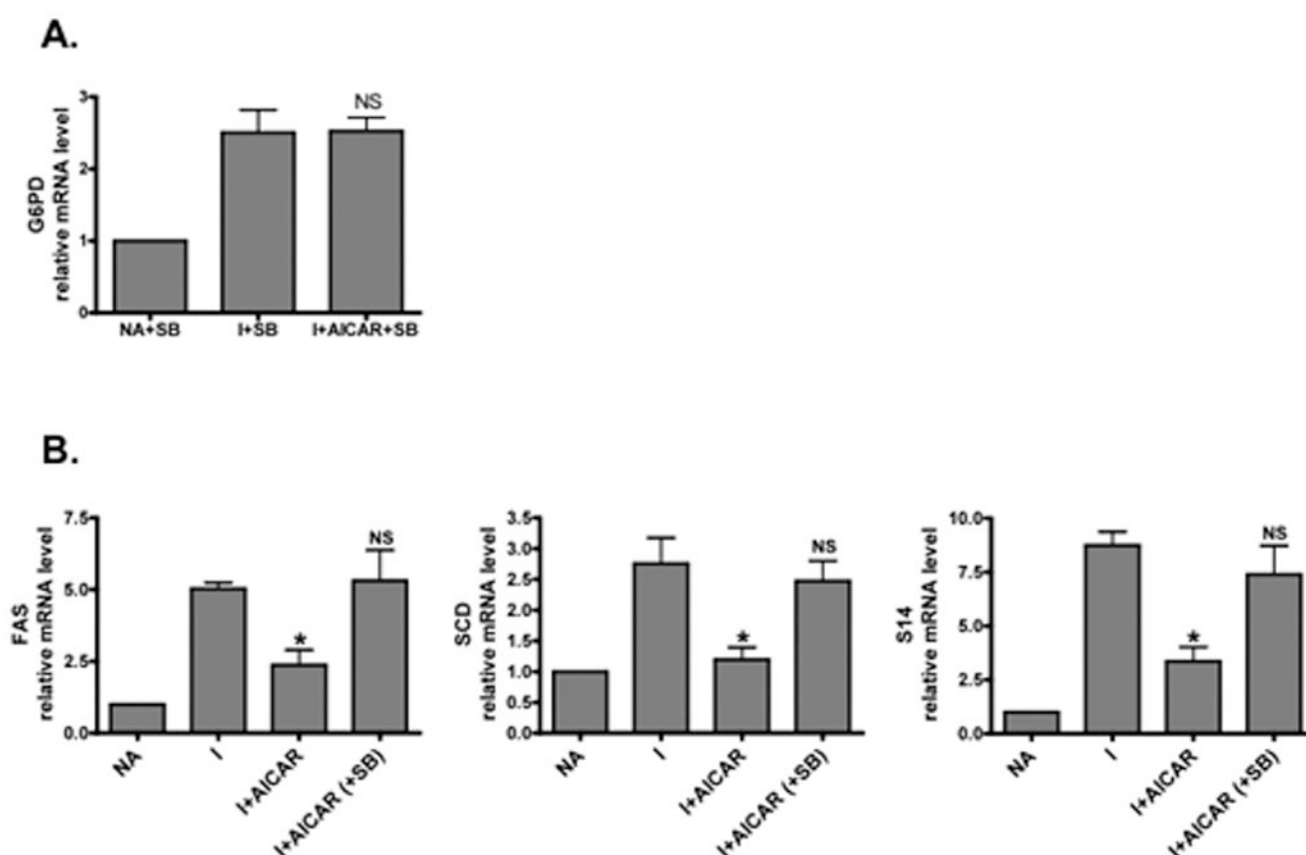 A.
G6PD
relative mRNA level
3
2
1
0
NS
NA+SB I+SB I+AICAR+SB
B.
FAS
relative mRNA level
7.5
5.0
2.5
0.0
*
NS
NA I I+AICAR I+AICAR (+SB)
SCD
relative mRNA level
3.5
3.0
2.5
2.0
1.5
1.0
0.5
0.0
*
NS
NA I I+AICAR I+AICAR (+SB)
S14
relative mRNA level
10.0
7.5
5.0
2.5
0.0
*
NS
NA I I+AICAR I+AICAR (+SB)